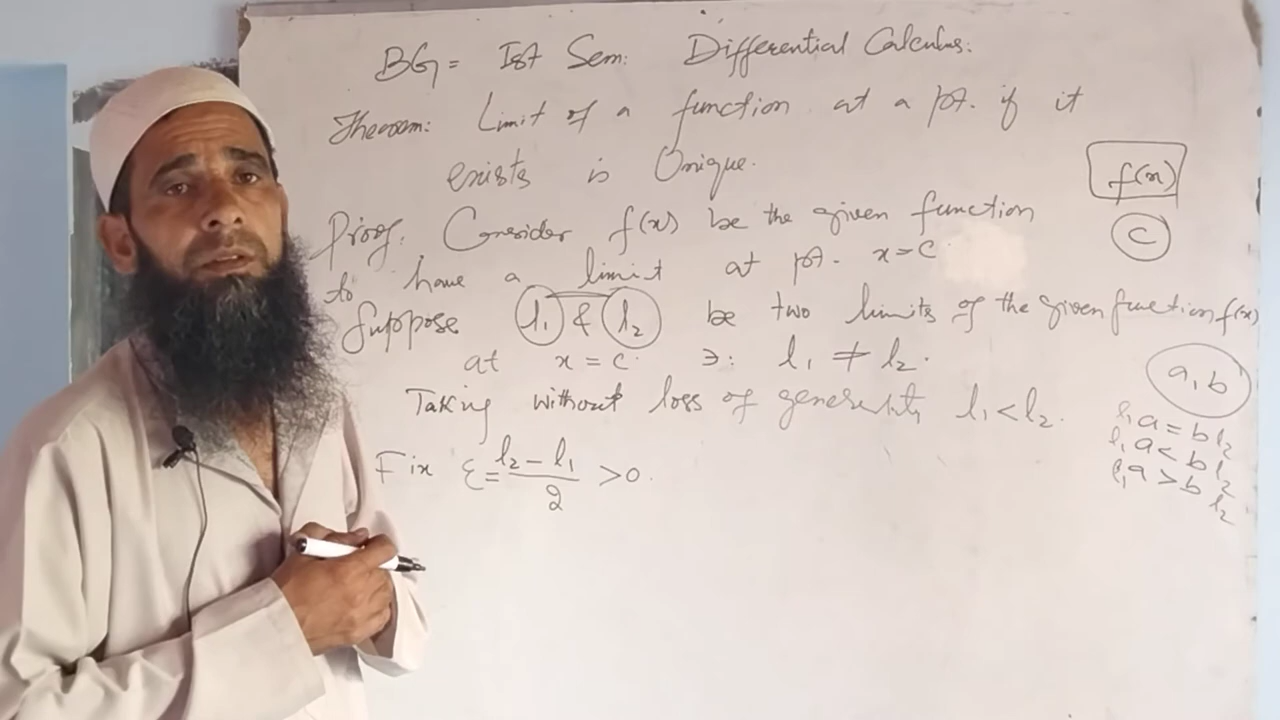 BG = Ist Sem: Differential Calculus:
Theorem: Limit of a function at a pt. if it
exists is Unique.
f(x)
Proof: Consider f(x) be the given function
c
to have a limit at pt. x=c
Suppose l₁ & l₂ be two limits of the given function f(x)
at x = c. ∋: l₁ ≠ l₂.
a, b
Taking without loss of generality l₁ < l₂.
l₁ a = b l₂
l₁ a < b l₂
l₁ a > b l₂
Fix ε = l₂ - l₁ / 2 > 0.